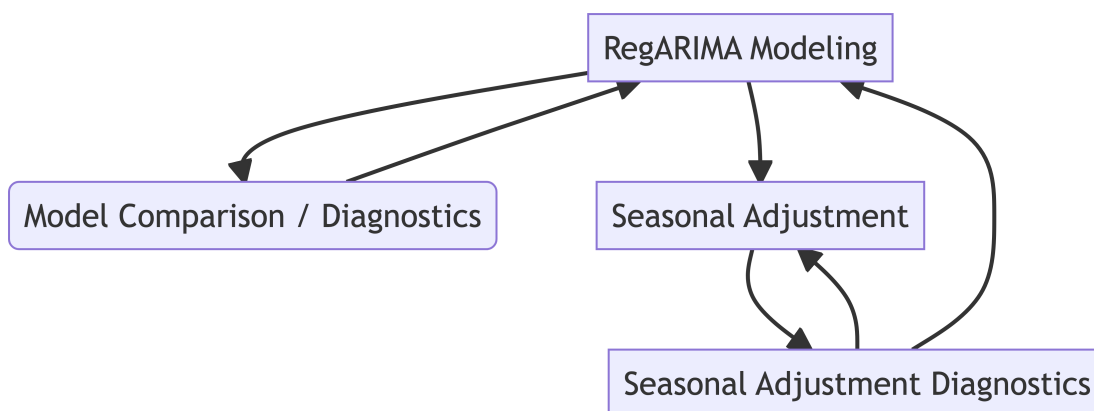 RegARIMA Modeling
Model Comparison / Diagnostics
Seasonal Adjustment
Seasonal Adjustment Diagnostics